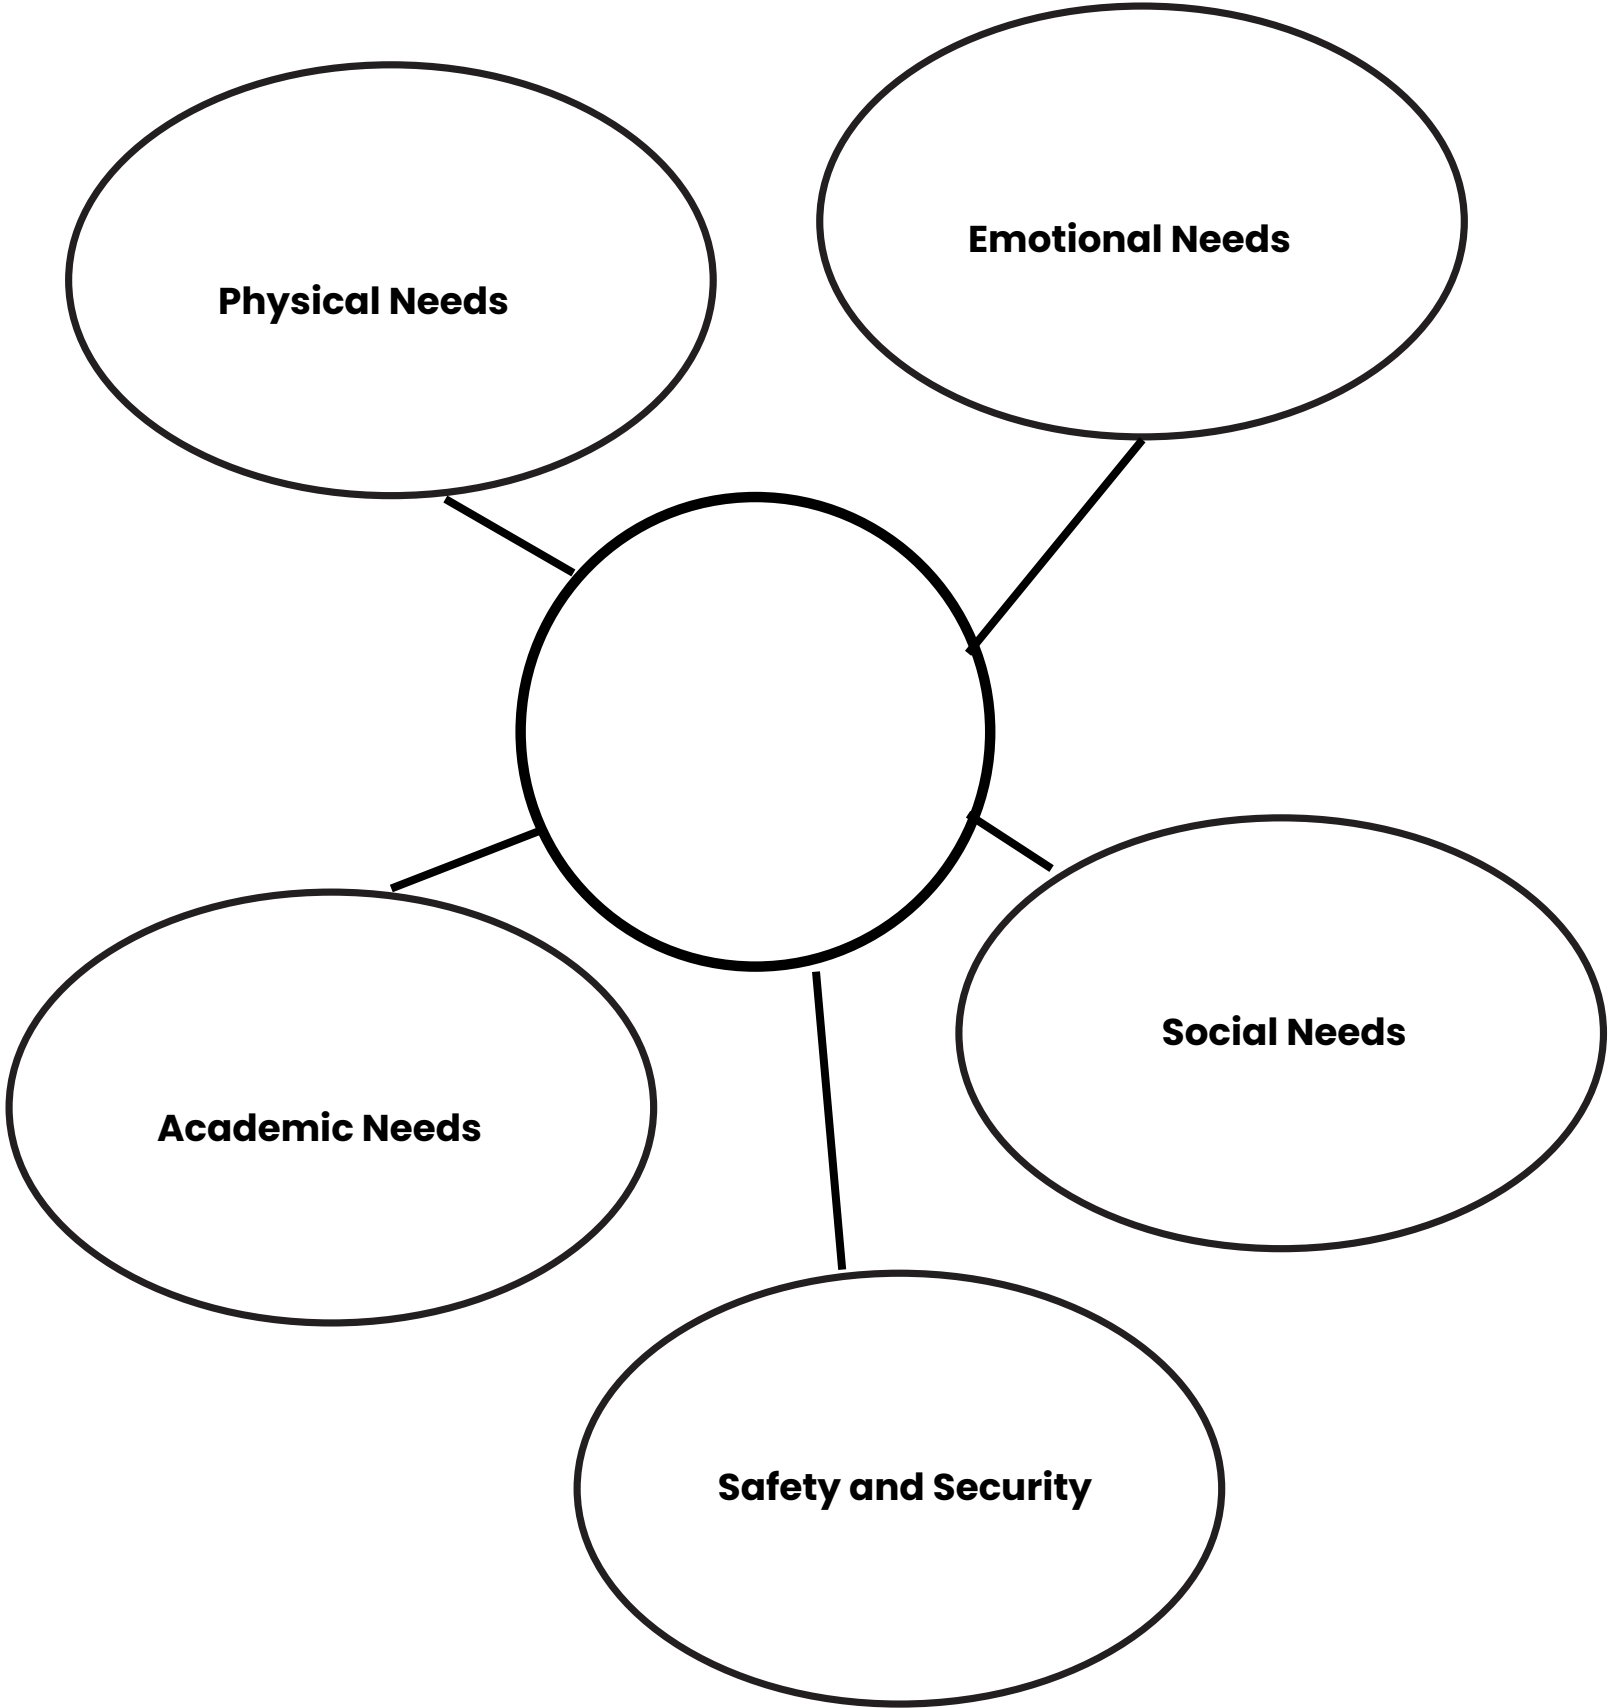 Physical Needs
Emotional Needs
Academic Needs
Social Needs
Safety and Security